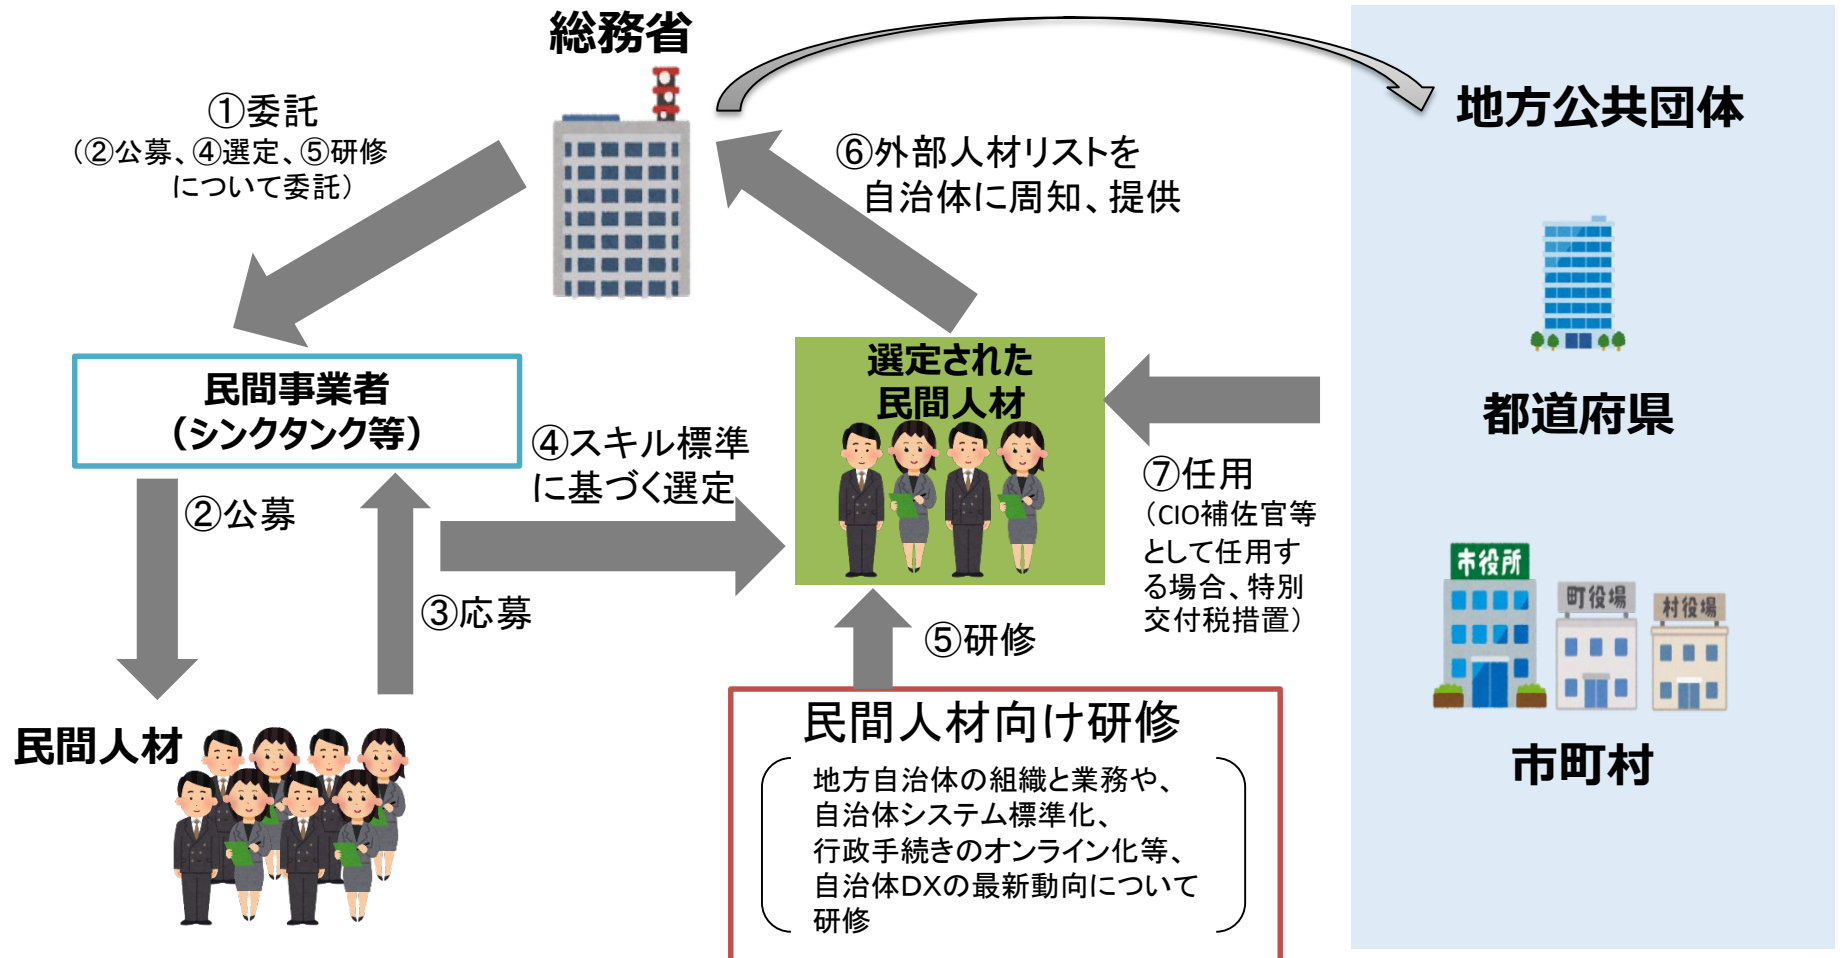 総務省
①委託
(②公募、④選定、⑤研修
について委託)
⑥外部人材リストを
自治体に周知、提供
地方公共団体
都道府県
市役所
町役場
村役場
市町村
民間事業者
(シンクタンク等)
選定された
民間人材
④スキル標準
に基づく選定
②公募
③応募
⑦任用
(CIO補佐官等
として任用す
る場合、特別
交付税措置)
⑤研修
民間人材
民間人材向け研修
地方自治体の組織と業務や、
自治体システム標準化、
行政手続きのオンライン化等、
自治体DXの最新動向について
研修